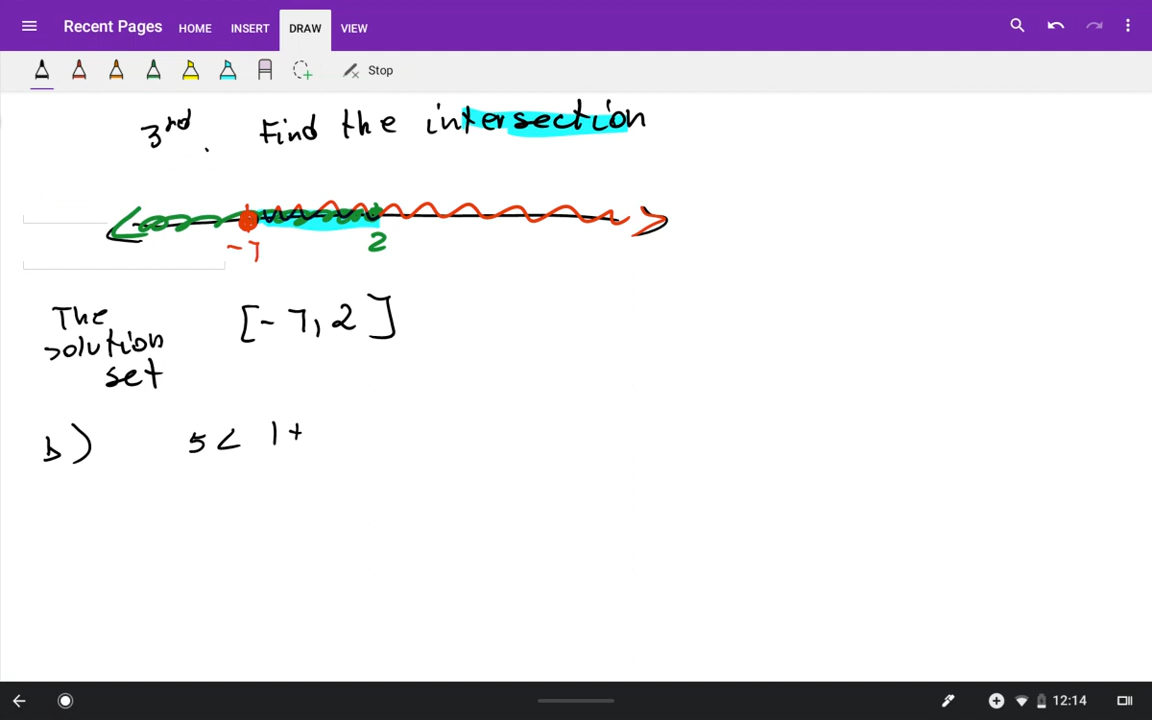 Recent Pages HOME INSERT DRAW VIEW
Stop
3rd. Find the intersection
-7 2
The
solution
set
[-7, 2]
b) 5 < 1 +
12:14